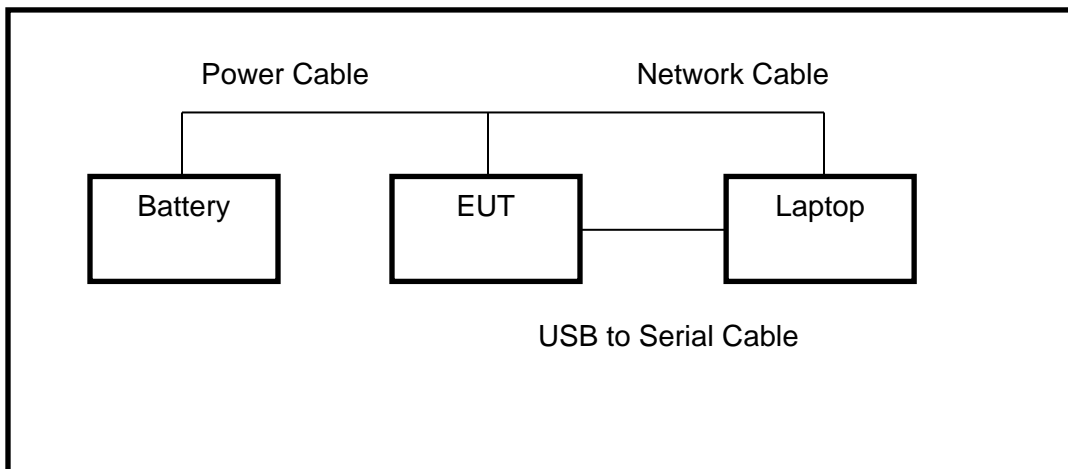 Power Cable
Network Cable
Battery
EUT
Laptop
USB to Serial Cable